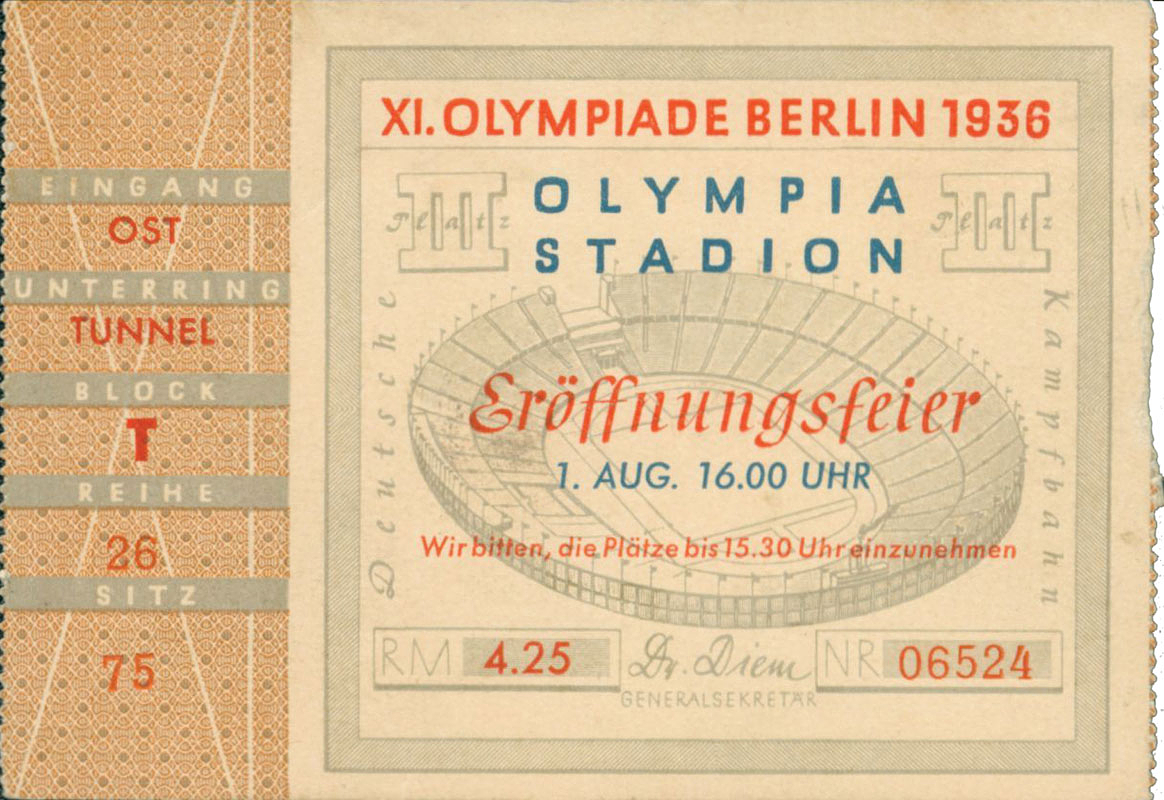 EINGANG
OST
UNTERRING
TUNNEL
BLOCK
T
REIHE
26
SITZ
75
XI. OLYMPIADE BERLIN 1936
III Platz
OLYMPIA
STADION
III Platz
Deutsche
Kampfbahn
Eröffnungsfeier
1. AUG. 16.00 UHR
Wir bitten, die Plätze bis 15.30 Uhr einzunehmen
RM 4.25
Dr. Diem
GENERALSEKRETÄR
NR 06524